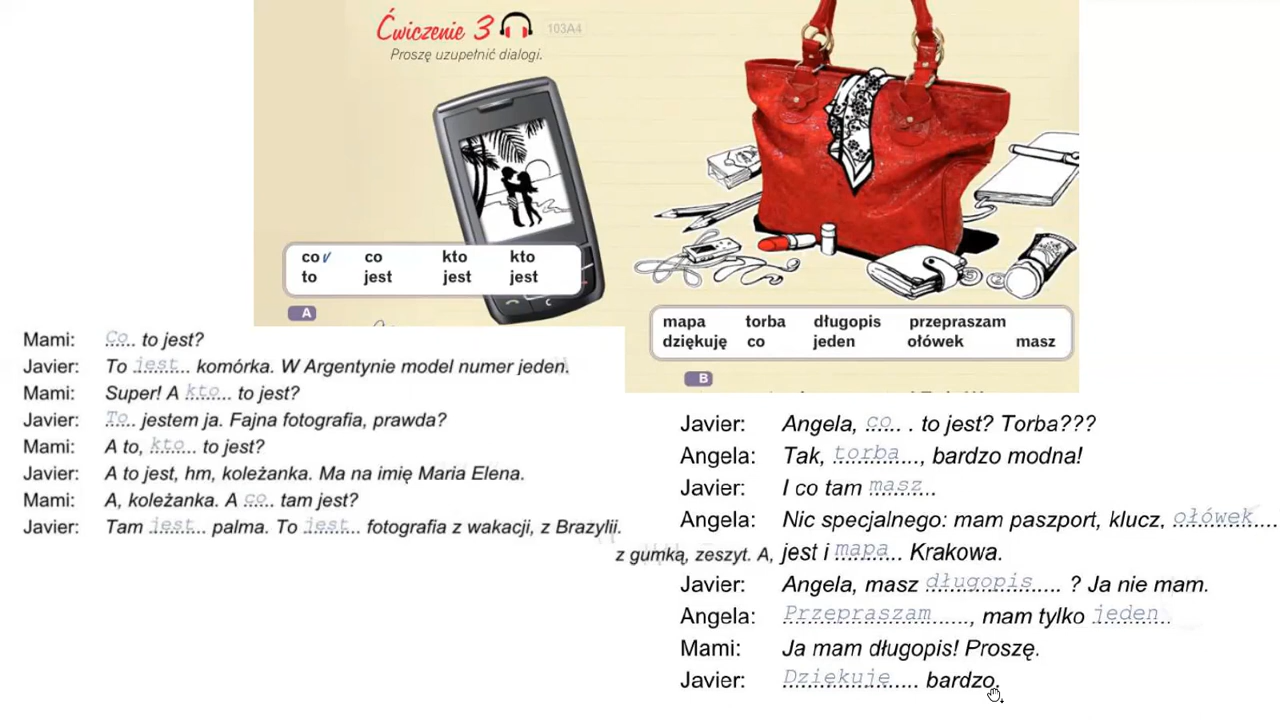 Ćwiczenie 3 103A4
Proszę uzupełnić dialogi.
co co kto kto
to jest jest jest
A
Mami: Co to jest?
Javier: To jest komórka. W Argentynie model numer jeden.
Mami: Super! A kto to jest?
Javier: To jestem ja. Fajna fotografia, prawda?
Mami: A to, kto to jest?
Javier: A to jest, hm, koleżanka. Ma na imię Maria Elena.
Mami: A, koleżanka. A co tam jest?
Javier: Tam jest palma. To jest fotografia z wakacji, z Brazylii.
mapa torba długopis przepraszam
dziękuję co jeden ołówek masz
B
Javier: Angela, co . to jest? Torba???
Angela: Tak, torba, bardzo modna!
Javier: I co tam masz
Angela: Nic specjalnego: mam paszport, klucz, ołówek
z gumką, zeszyt. A, jest i mapa Krakowa.
Javier: Angela, masz długopis ? Ja nie mam.
Angela: Przepraszam, mam tylko jeden
Mami: Ja mam długopis! Proszę.
Javier: Dziękuję bardzo.